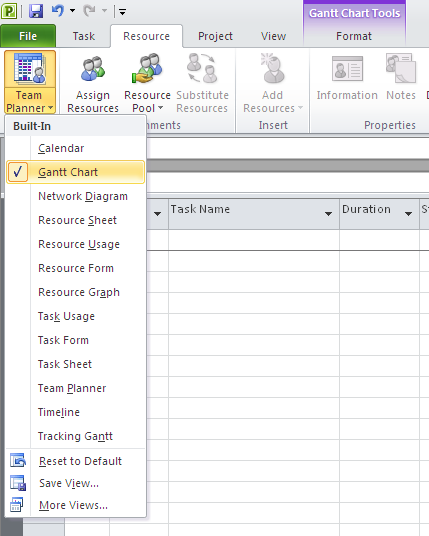 Gantt Chart Tools
File Task Resource Project View Format
Team Planner
Assign Resources
Resource Pool
Substitute Resources
Add Resources
Information
Notes
Insert
Properties
Built-In
Calendar
Gantt Chart
Network Diagram
Resource Sheet
Resource Usage
Resource Form
Resource Graph
Task Usage
Task Form
Task Sheet
Team Planner
Timeline
Tracking Gantt
Reset to Default
Save View...
More Views...
Task Name
Duration